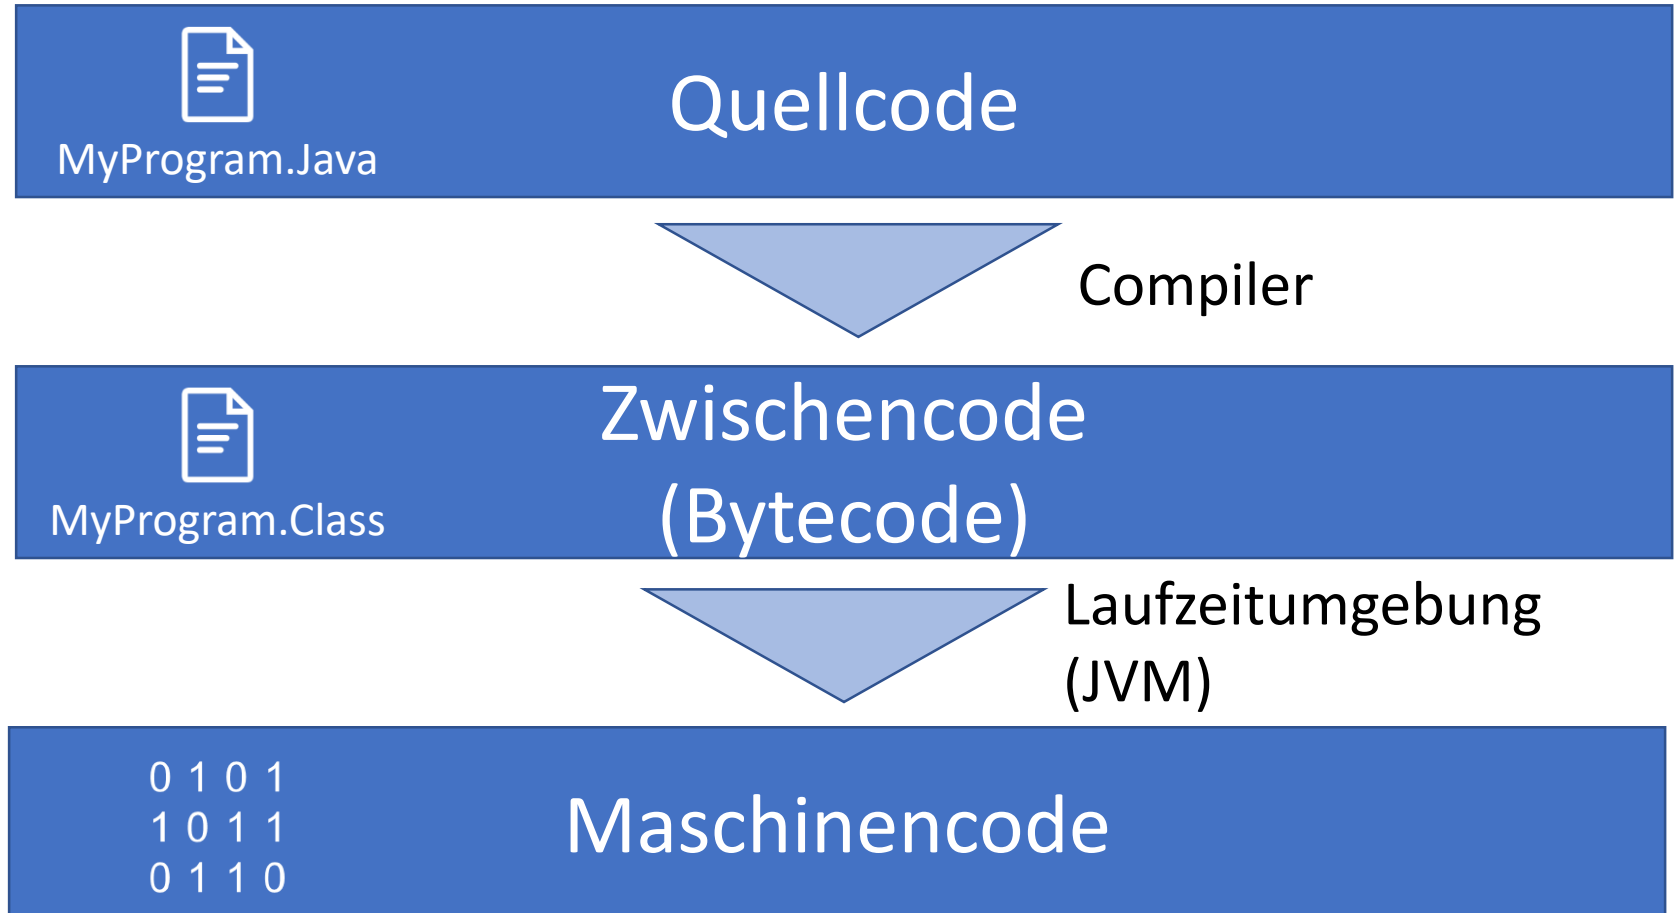 Quellcode
MyProgram.Java
Compiler
Zwischencode
(Bytecode)
MyProgram.Class
Laufzeitumgebung
(JVM)
0 1 0 1
1 0 1 1
0 1 1 0
Maschinencode